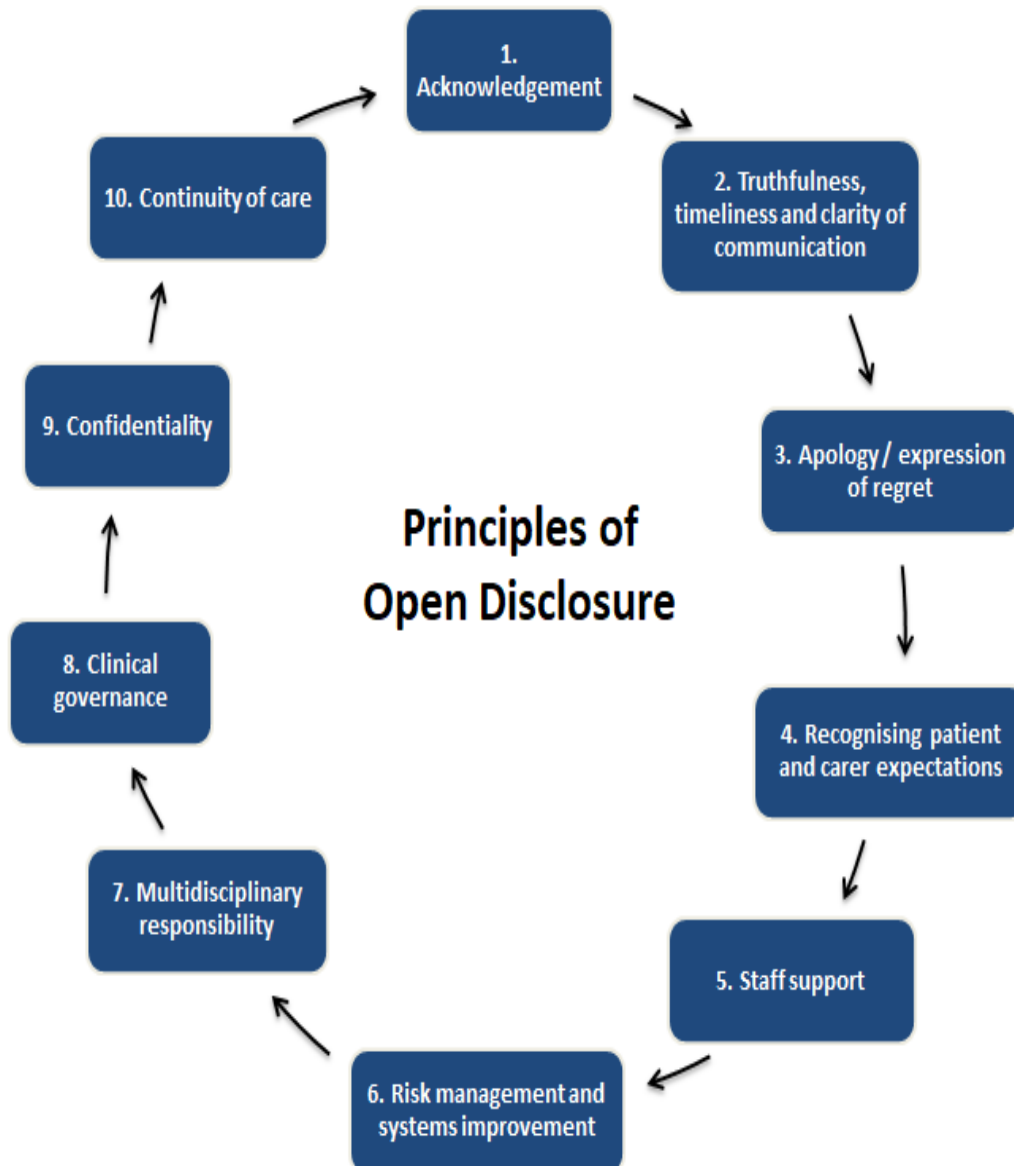 1.
Acknowledgement
2. Truthfulness,
timeliness and clarity of
communication
3. Apology / expression
of regret
4. Recognising patient
and carer expectations
5. Staff support
6. Risk management and
systems improvement
7. Multidisciplinary
responsibility
8. Clinical
governance
9. Confidentiality
10. Continuity of care
Principles of
Open Disclosure